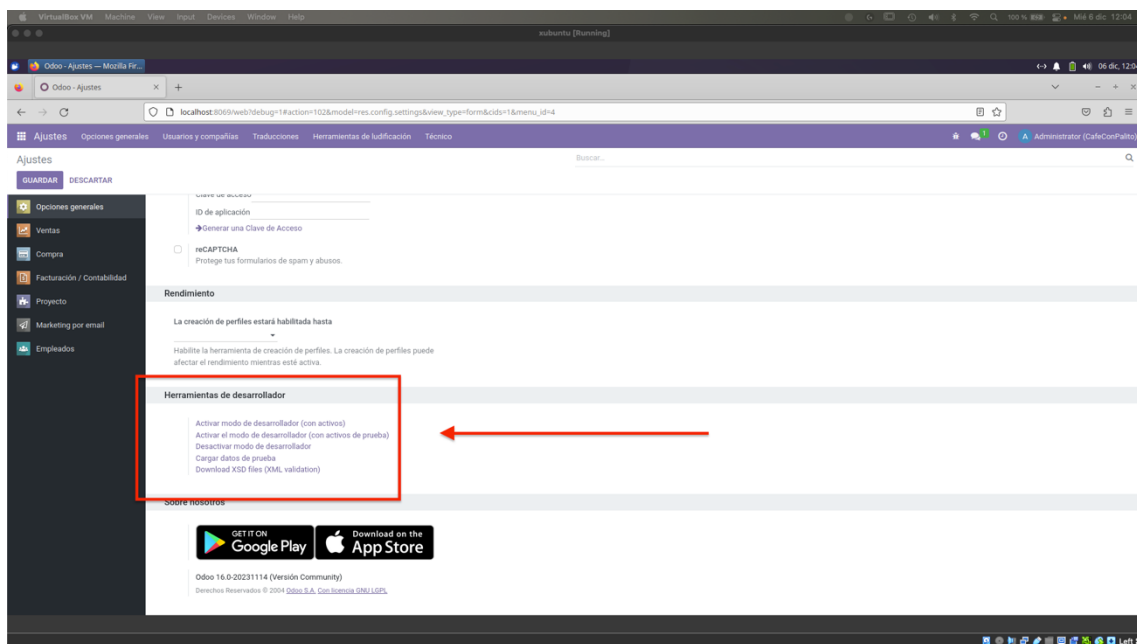 VirtualBox VM Machine View Input Devices Window Help
100 % Mié 6 dic 12:04
xubuntu [Running]
Odoo - Ajustes — Mozilla Fir...
06 dic, 12:04
Odoo - Ajustes
localhost:8069/web?debug=1#action=102&model=res.config.settings&view_type=form&cids=1&menu_id=4
Ajustes Opciones generales Usuarios y compañías Traducciones Herramientas de ludificación Técnico
1 A Administrator (CafeConPalito)
Ajustes
Buscar...
GUARDAR DESCARTAR
Opciones generales
Ventas
Compra
Facturación / Contabilidad
Proyecto
Marketing por email
Empleados
Clave de acceso
ID de aplicación
Generar una Clave de Acceso
reCAPTCHA
Protege tus formularios de spam y abusos.
Rendimiento
La creación de perfiles estará habilitada hasta
Habilite la herramienta de creación de perfiles. La creación de perfiles puede
afectar el rendimiento mientras esté activa.
Herramientas de desarrollador
Activar modo de desarrollador (con activos)
Activar el modo de desarrollador (con activos de prueba)
Desactivar modo de desarrollador
Cargar datos de prueba
Download XSD files (XML validation)
Sobre nosotros
GET IT ON
Google Play
Download on the
App Store
Odoo 16.0-20231114 (Versión Community)
Derechos Reservados © 2004 Odoo S.A. Con licencia GNU LGPL.
Left